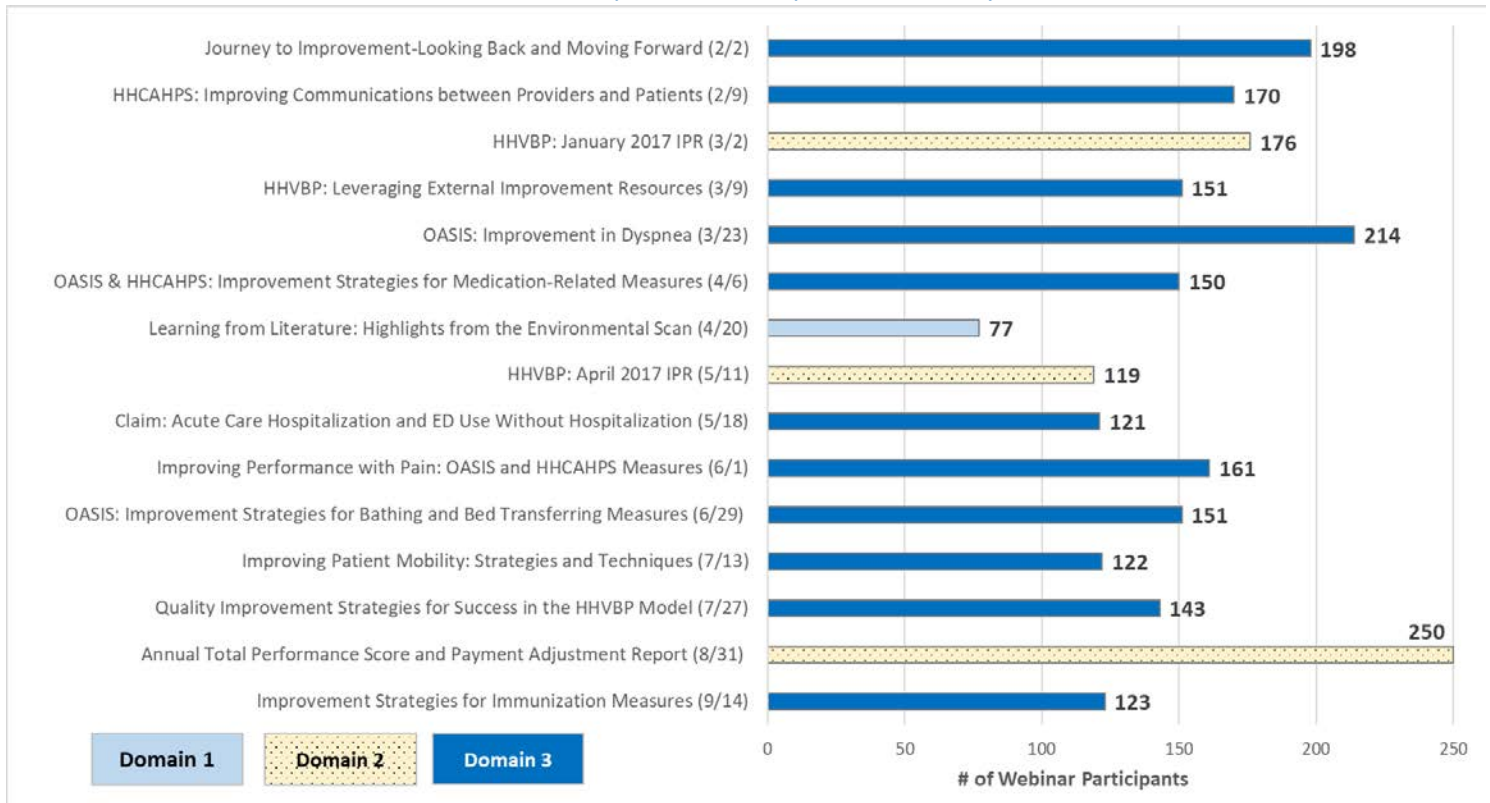 Journey to Improvement-Looking Back and Moving Forward (2/2) 198
HHCAHPS: Improving Communications between Providers and Patients (2/9) 170
HHVBP: January 2017 IPR (3/2) 176
HHVBP: Leveraging External Improvement Resources (3/9) 151
OASIS: Improvement in Dyspnea (3/23) 214
OASIS & HHCAHPS: Improvement Strategies for Medication-Related Measures (4/6) 150
Learning from Literature: Highlights from the Environmental Scan (4/20) 77
HHVBP: April 2017 IPR (5/11) 119
Claim: Acute Care Hospitalization and ED Use Without Hospitalization (5/18) 121
Improving Performance with Pain: OASIS and HHCAHPS Measures (6/1) 161
OASIS: Improvement Strategies for Bathing and Bed Transferring Measures (6/29) 151
Improving Patient Mobility: Strategies and Techniques (7/13) 122
Quality Improvement Strategies for Success in the HHVBP Model (7/27) 143
Annual Total Performance Score and Payment Adjustment Report (8/31) 250
Improvement Strategies for Immunization Measures (9/14) 123
0 50 100 150 200 250
# of Webinar Participants
Domain 1
Domain 2
Domain 3